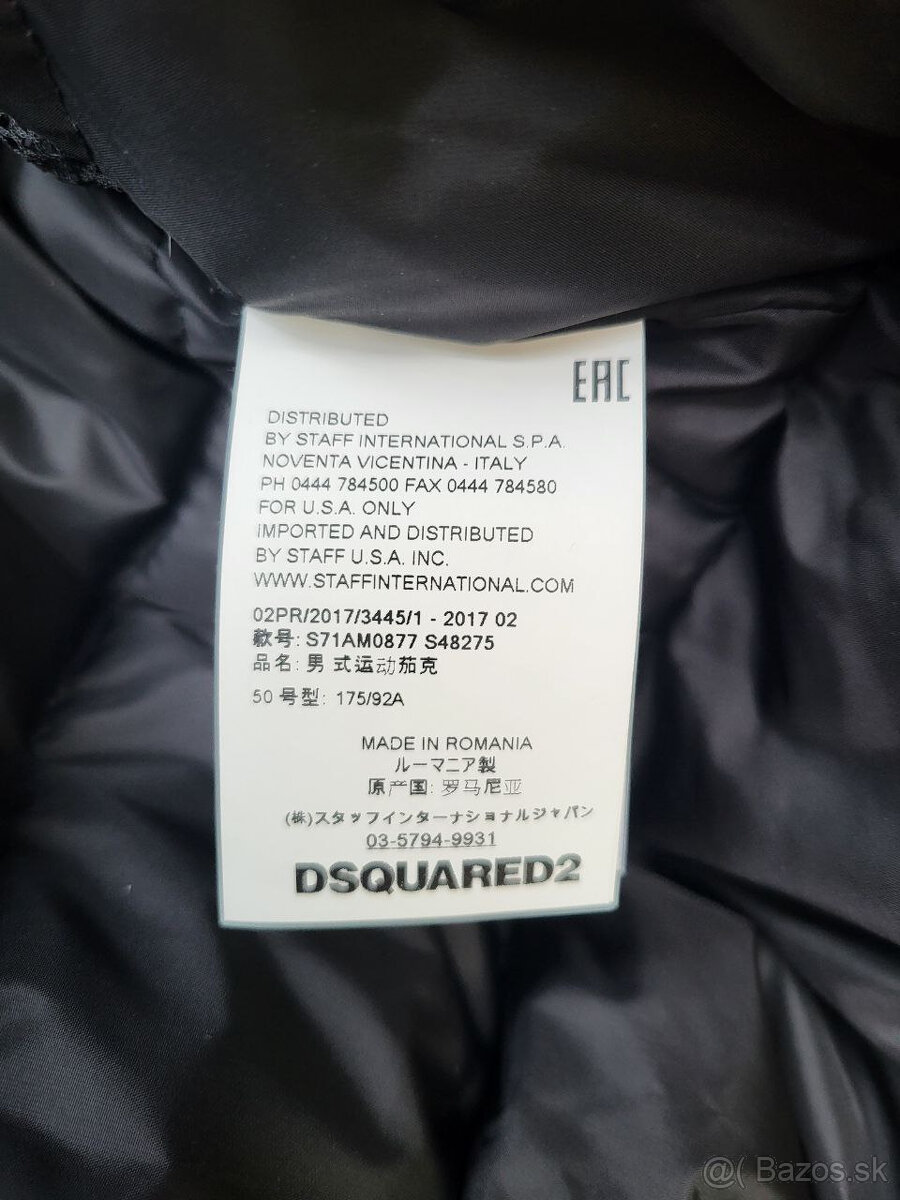 EAC
DISTRIBUTED
BY STAFF INTERNATIONAL S.P.A.
NOVENTA VICENTINA - ITALY
PH 0444 784500 FAX 0444 784580
FOR U.S.A. ONLY
IMPORTED AND DISTRIBUTED
BY STAFF U.S.A. INC.
WWW.STAFFINTERNATIONAL.COM
02PR/2017/3445/1 - 2017 02
款号: S71AM0877 S48275
品名: 男 式运动茄克
50 号型: 175/92A
MADE IN ROMANIA
ルーマニア製
原产国: 罗马尼亚
(株)スタッフインターナショナルジャパン
03-5794-9931
DSQUARED2
@( Bazos.sk